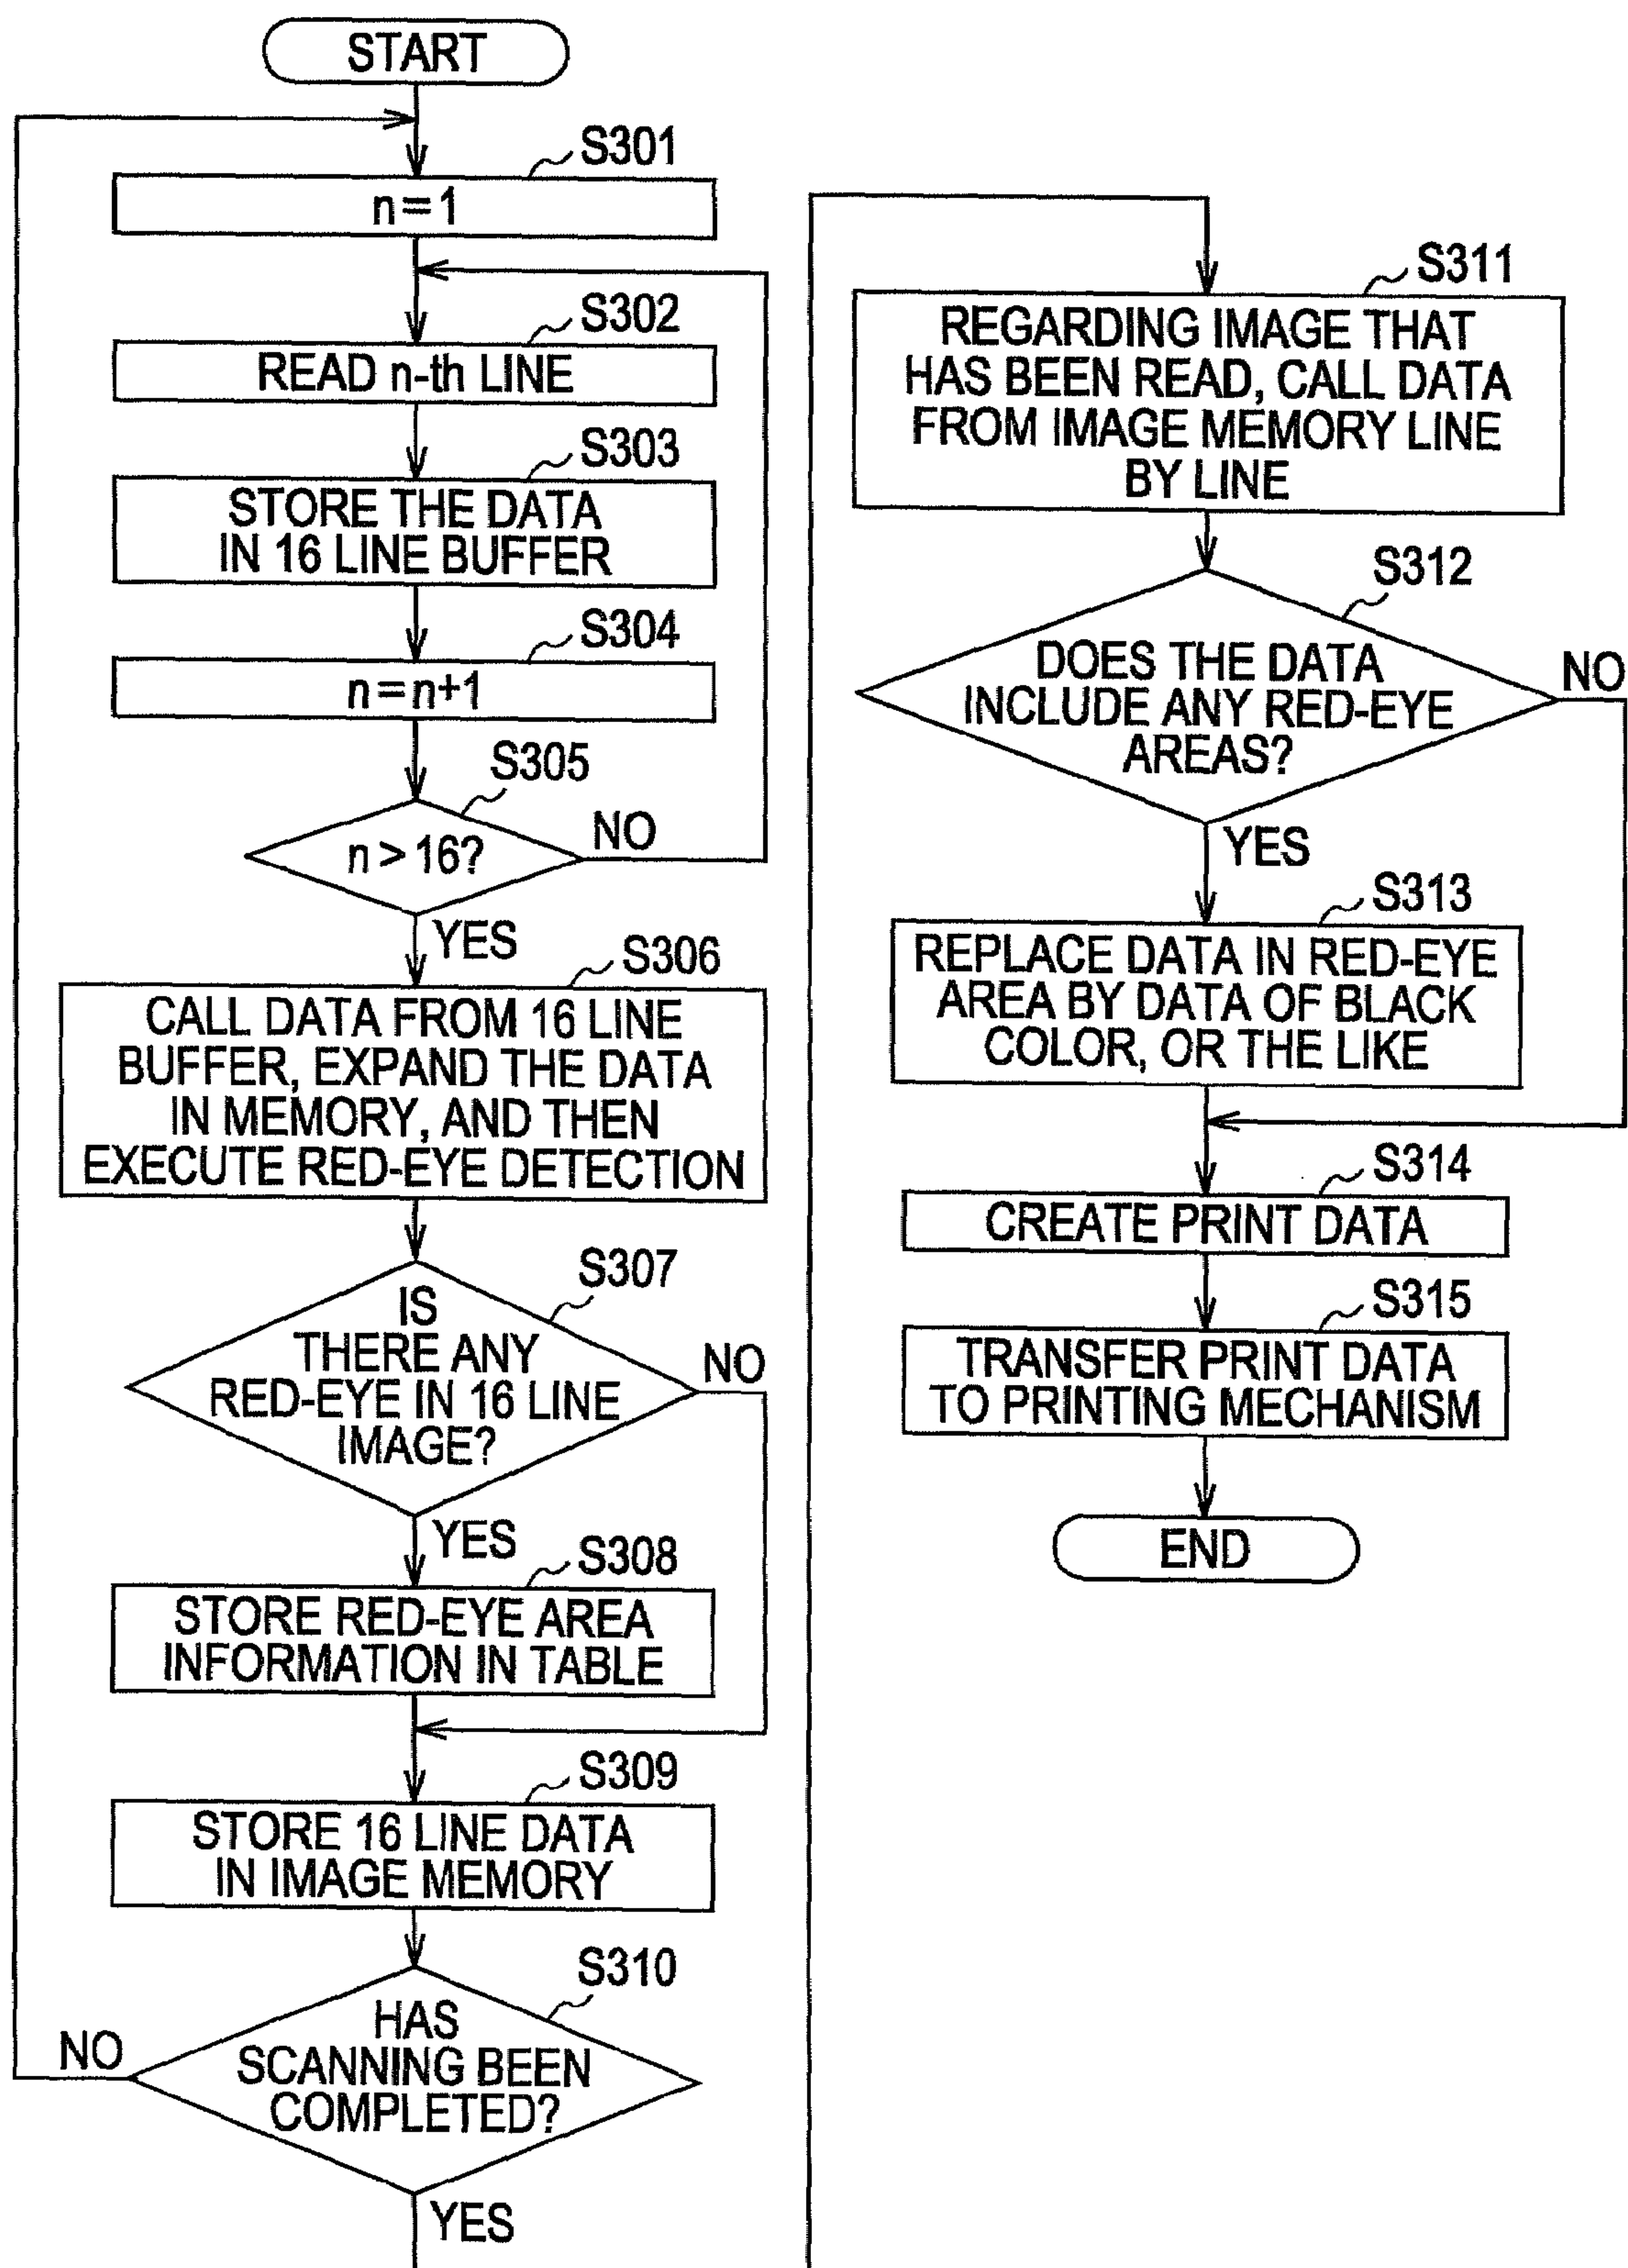 START
S301
n=1
S302
READ n-th LINE
S303
STORE THE DATA
IN 16 LINE BUFFER
S304
n=n+1
S305
n>16?
NO
YES
S306
CALL DATA FROM 16 LINE
BUFFER, EXPAND THE DATA
IN MEMORY, AND THEN
EXECUTE RED-EYE DETECTION
S307
IS
THERE ANY
RED-EYE IN 16 LINE
IMAGE?
NO
YES
S308
STORE RED-EYE AREA
INFORMATION IN TABLE
S309
STORE 16 LINE DATA
IN IMAGE MEMORY
S310
HAS
SCANNING BEEN
COMPLETED?
NO
YES
S311
REGARDING IMAGE THAT
HAS BEEN READ, CALL DATA
FROM IMAGE MEMORY LINE
BY LINE
S312
DOES THE DATA
INCLUDE ANY RED-EYE
AREAS?
NO
YES
S313
REPLACE DATA IN RED-EYE
AREA BY DATA OF BLACK
COLOR, OR THE LIKE
S314
CREATE PRINT DATA
S315
TRANSFER PRINT DATA
TO PRINTING MECHANISM
END